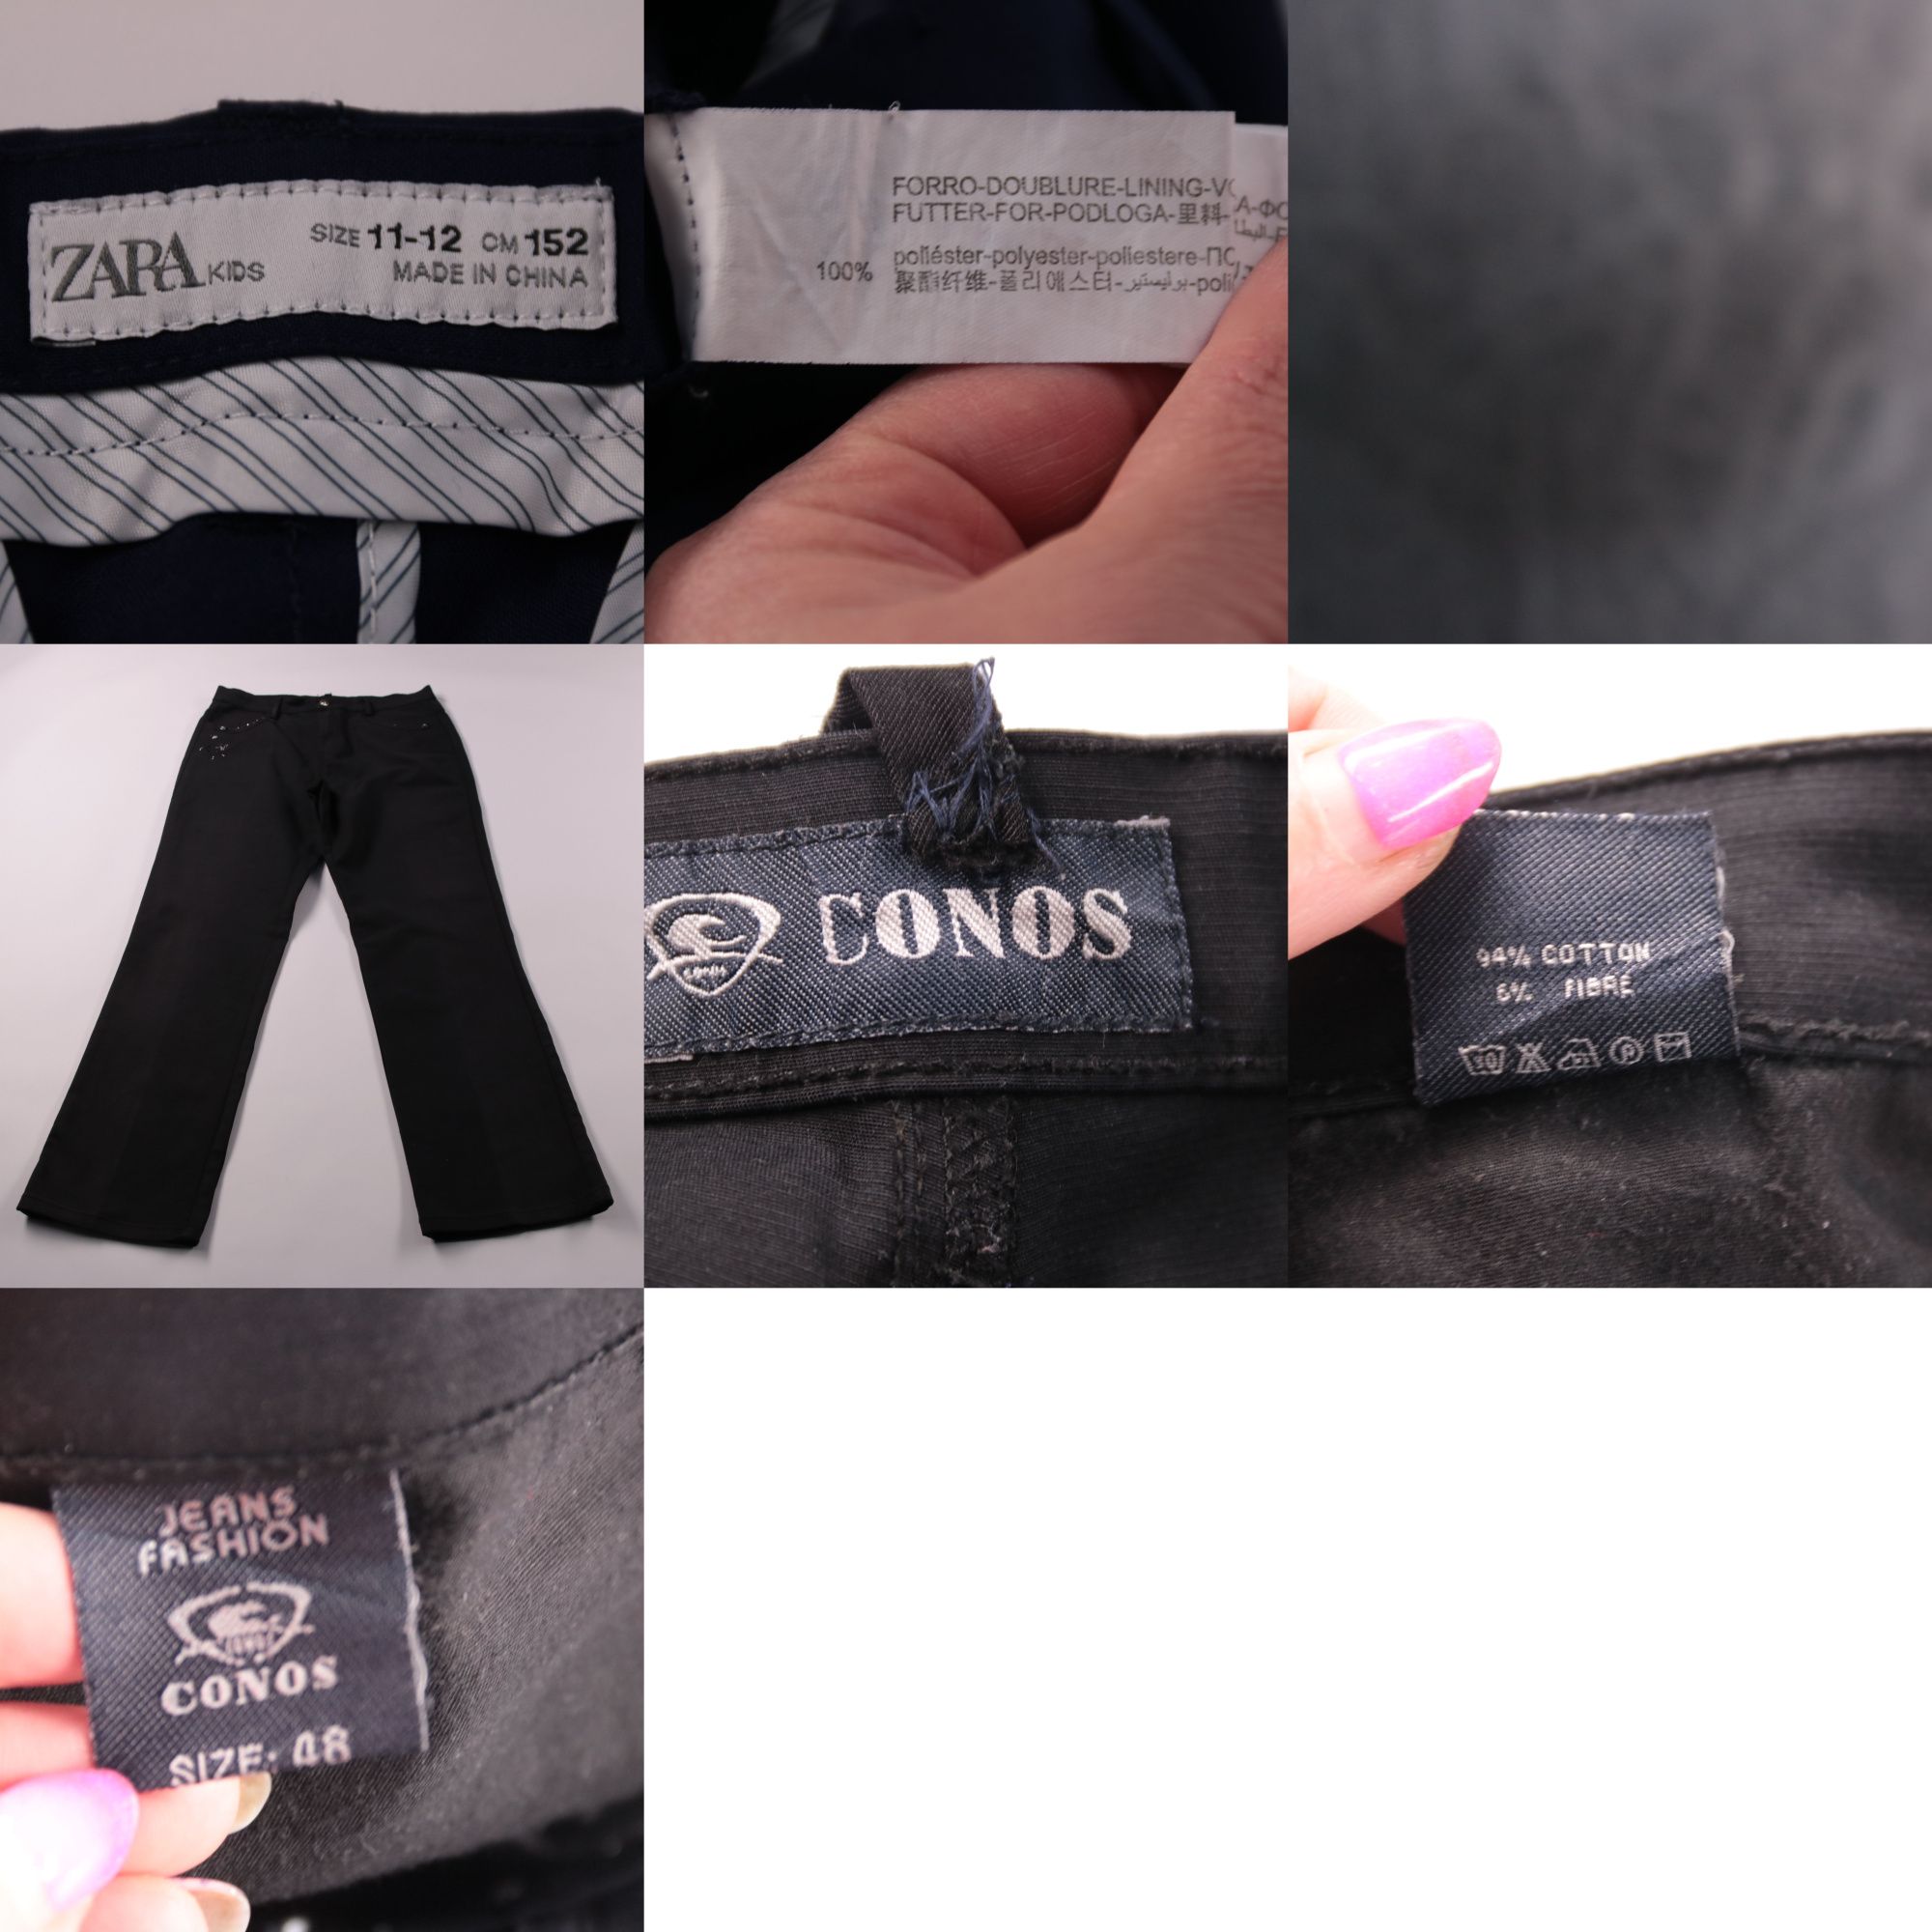 ZARA KIDS
SIZE 11-12 CM 152
MADE IN CHINA
FORRO-DOUBLURE-LINING-
FUTTER-FOR-PODLOGA-里料-
100%
poliéster-polyester-poliestere-
聚酯纤维-폴리에스터-بوليستير-poli
CONOS
94% COTTON
6% FIBRE
JEANS
FASHION
CONOS
SIZE: 48